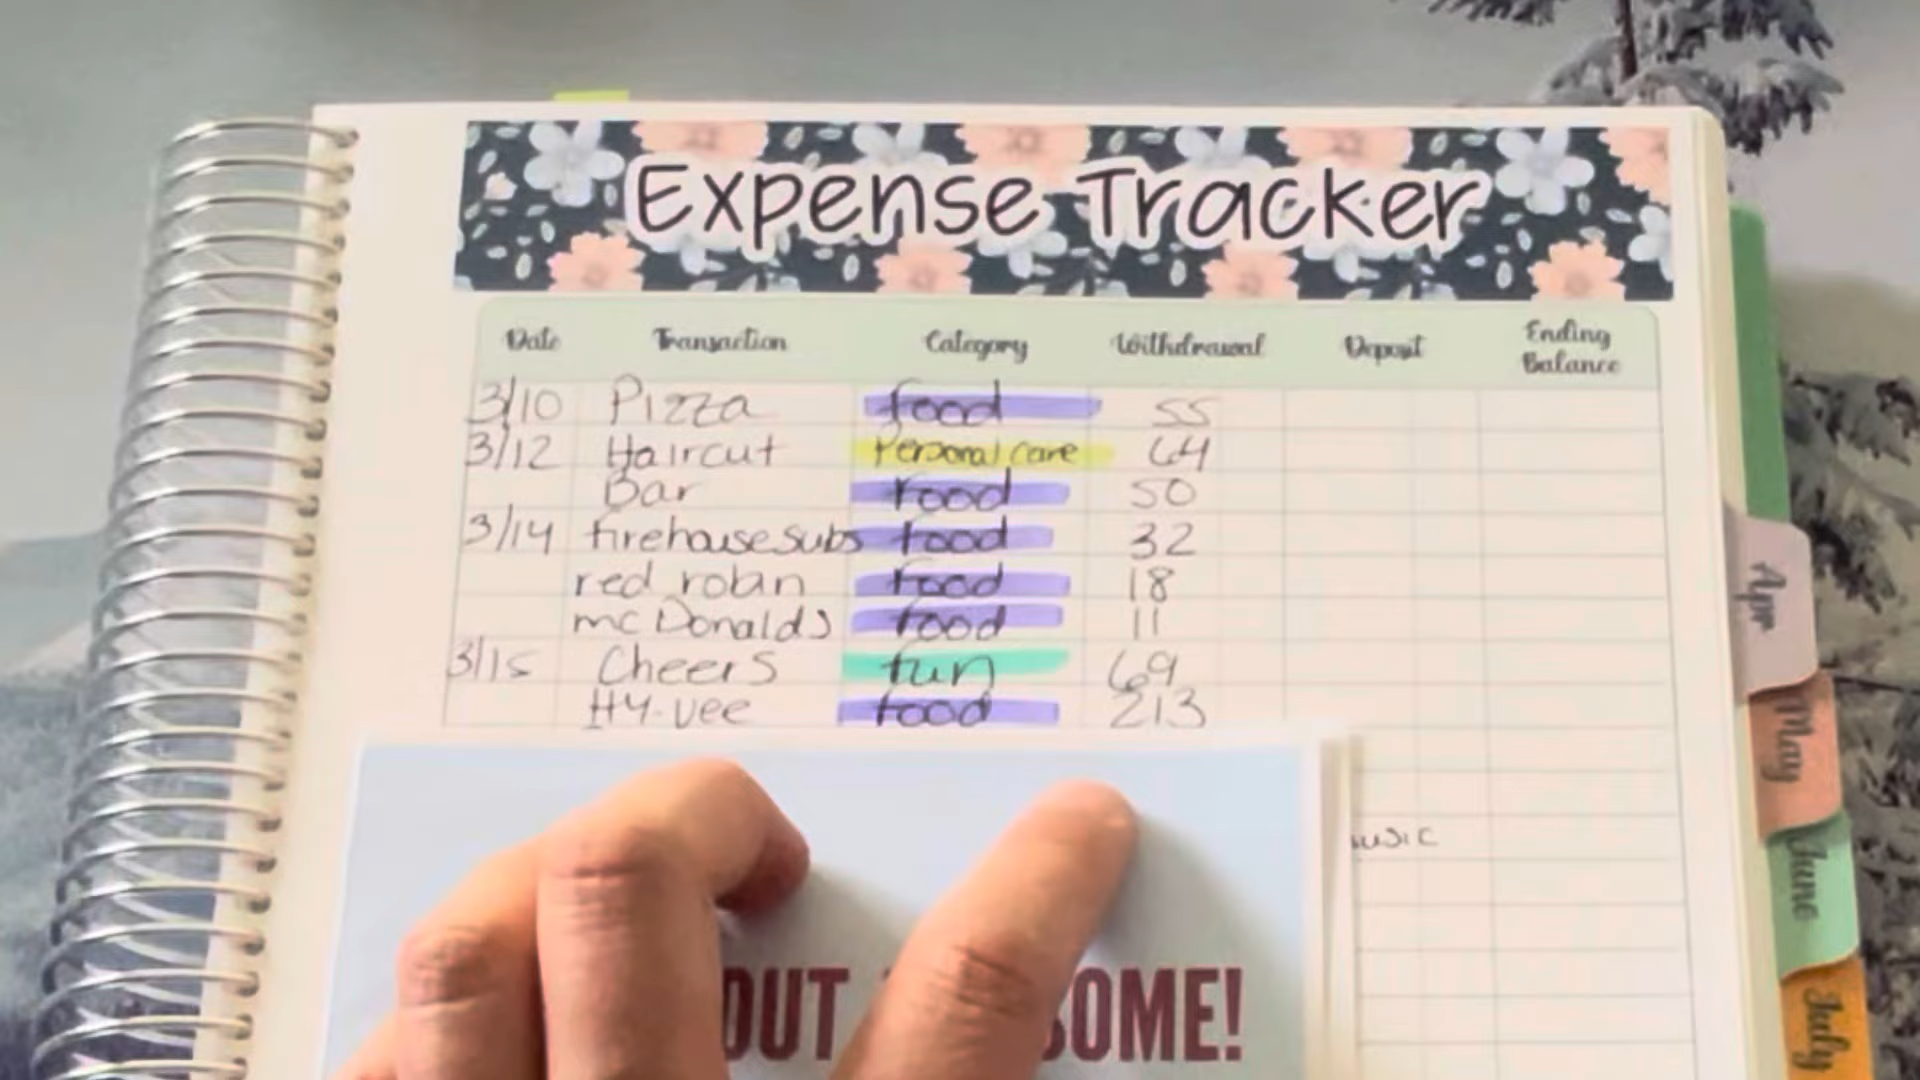 Expense Tracker
Date Transaction Category Withdrawal Deposit Ending Balance
3/10 Pizza food 55
3/12 Haircut Personal care 64
Bar food 50
3/14 firehouse subs food 32
red robin food 18
mcDonalds food 11
3/15 Cheers fun 69
Hy-vee food 213
Apr
May
June
July